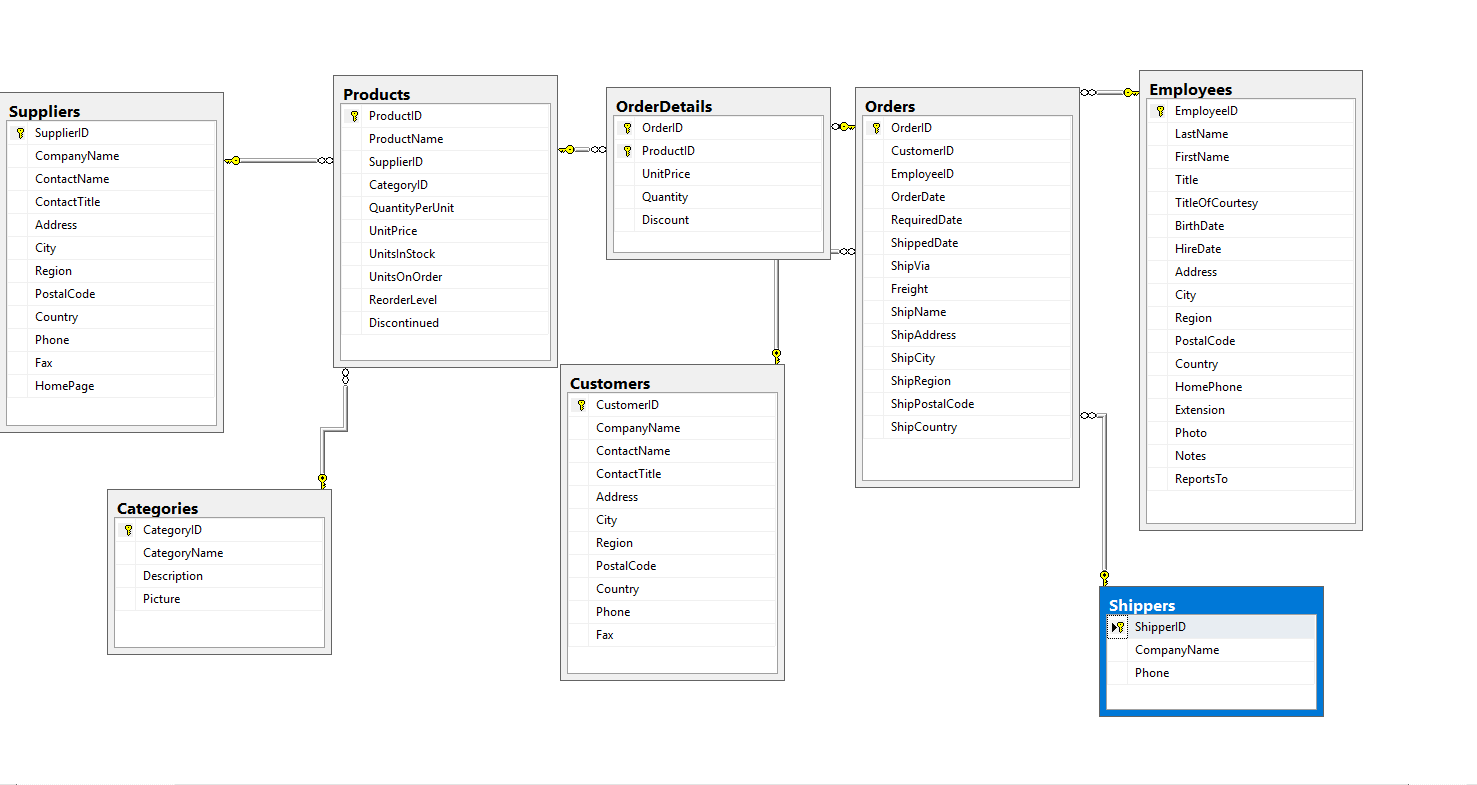 Suppliers
SupplierID
CompanyName
ContactName
ContactTitle
Address
City
Region
PostalCode
Country
Phone
Fax
HomePage
Products
ProductID
ProductName
SupplierID
CategoryID
QuantityPerUnit
UnitPrice
UnitsInStock
UnitsOnOrder
ReorderLevel
Discontinued
OrderDetails
OrderID
ProductID
UnitPrice
Quantity
Discount
Orders
OrderID
CustomerID
EmployeeID
OrderDate
RequiredDate
ShippedDate
ShipVia
Freight
ShipName
ShipAddress
ShipCity
ShipRegion
ShipPostalCode
ShipCountry
Employees
EmployeeID
LastName
FirstName
Title
TitleOfCourtesy
BirthDate
HireDate
Address
City
Region
PostalCode
Country
HomePhone
Extension
Photo
Notes
ReportsTo
Categories
CategoryID
CategoryName
Description
Picture
Customers
CustomerID
CompanyName
ContactName
ContactTitle
Address
City
Region
PostalCode
Country
Phone
Fax
Shippers
ShipperID
CompanyName
Phone